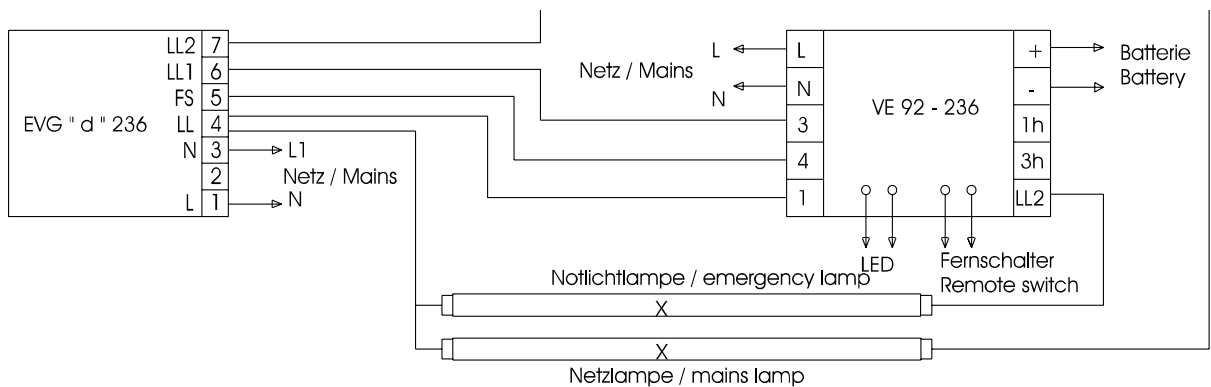 EVG " d " 236
LL2 7
LL1 6
FS 5
LL 4
N 3
2
L 1
L1
Netz / Mains
N
Netz / Mains
L
N
L
N
3
4
1
VE 92 - 236
+
-
1h
3h
LL2
Batterie
Battery
LED
Fernschalter
Remote switch
Notlichtlampe / emergency lamp
X
X
Netzlampe / mains lamp